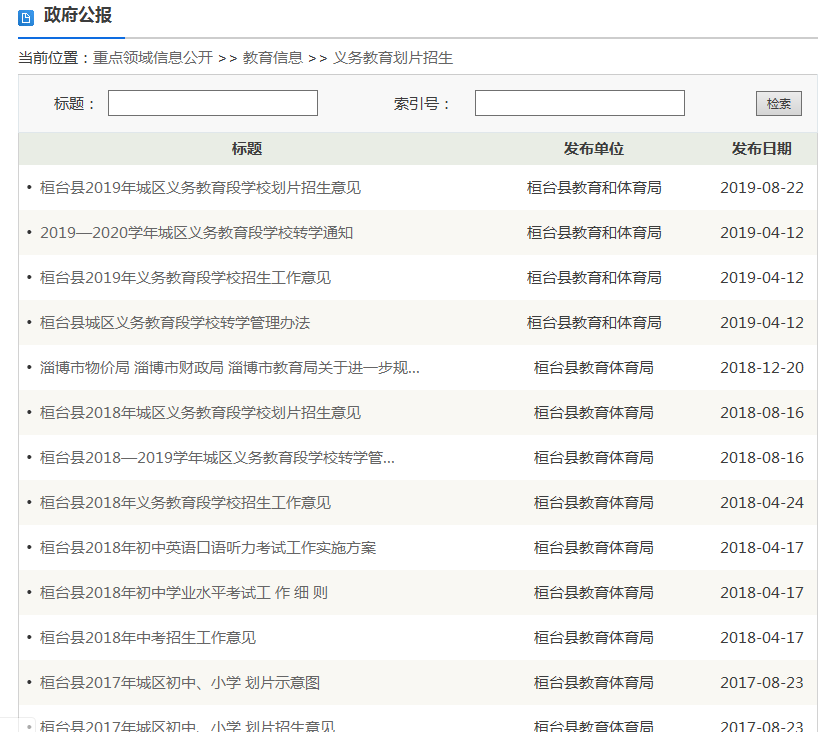 政府公报
当前位置：重点领域信息公开 >> 教育信息 >> 义务教育划片招生
标题： 索引号： 检索
标题 发布单位 发布日期
• 桓台县2019年城区义务教育段学校划片招生意见 桓台县教育和体育局 2019-08-22
• 2019—2020学年城区义务教育段学校转学通知 桓台县教育和体育局 2019-04-12
• 桓台县2019年义务教育段学校招生工作意见 桓台县教育和体育局 2019-04-12
• 桓台县城区义务教育段学校转学管理办法 桓台县教育和体育局 2019-04-12
• 淄博市物价局 淄博市财政局 淄博市教育局关于进一步规... 桓台县教育体育局 2018-12-20
• 桓台县2018年城区义务教育段学校划片招生意见 桓台县教育体育局 2018-08-16
• 桓台县2018—2019学年城区义务教育段学校转学管... 桓台县教育体育局 2018-08-16
• 桓台县2018年义务教育段学校招生工作意见 桓台县教育体育局 2018-04-24
• 桓台县2018年初中英语口语听力考试工作实施方案 桓台县教育体育局 2018-04-17
• 桓台县2018年初中学业水平考试工 作 细 则 桓台县教育体育局 2018-04-17
• 桓台县2018年中考招生工作意见 桓台县教育体育局 2018-04-17
• 桓台县2017年城区初中、小学 划片示意图 桓台县教育体育局 2017-08-23
• 桓台县2017年城区初中、小学 划片招生意见 桓台县教育体育局 2017-08-23